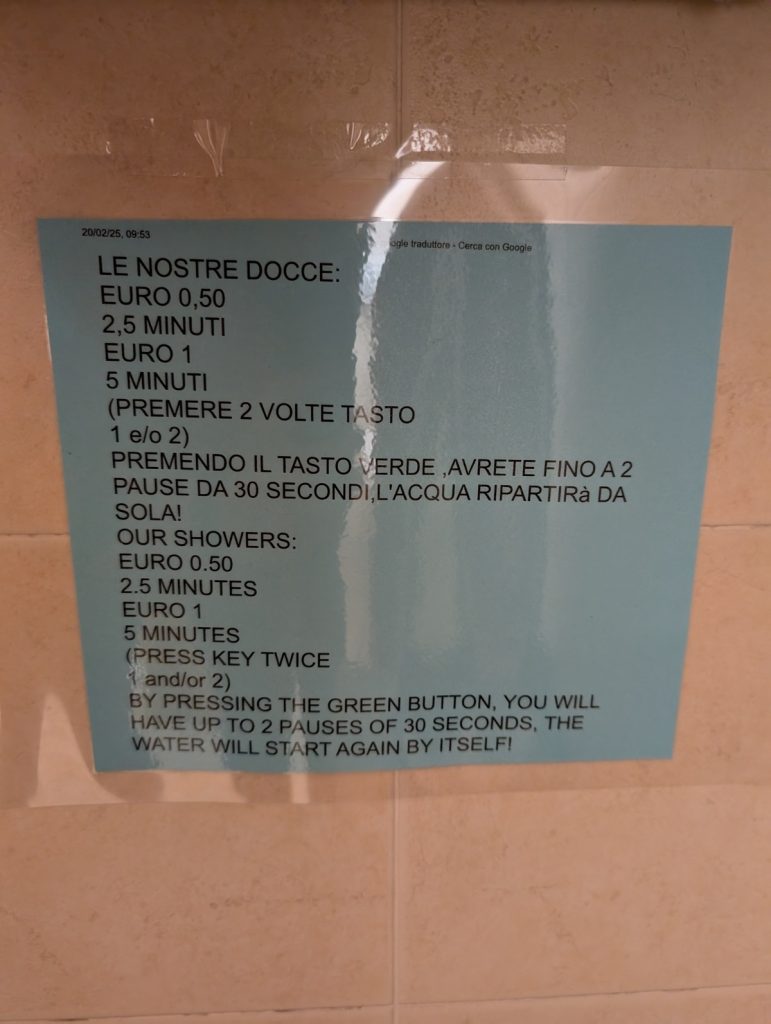 20/02/25, 09:53
traduttore - Cerca con Google
LE NOSTRE DOCCE:
EURO 0,50
2,5 MINUTI
EURO 1
5 MINUTI
(PREMERE 2 VOLTE TASTO
1 e/o 2)
PREMENDO IL TASTO VERDE ,AVRETE FINO A 2
PAUSE DA 30 SECONDI,L'ACQUA RIPARTIRà DA
SOLA!
OUR SHOWERS:
EURO 0.50
2.5 MINUTES
EURO 1
5 MINUTES
(PRESS KEY TWICE
1 and/or 2)
BY PRESSING THE GREEN BUTTON, YOU WILL
HAVE UP TO 2 PAUSES OF 30 SECONDS, THE
WATER WILL START AGAIN BY ITSELF!